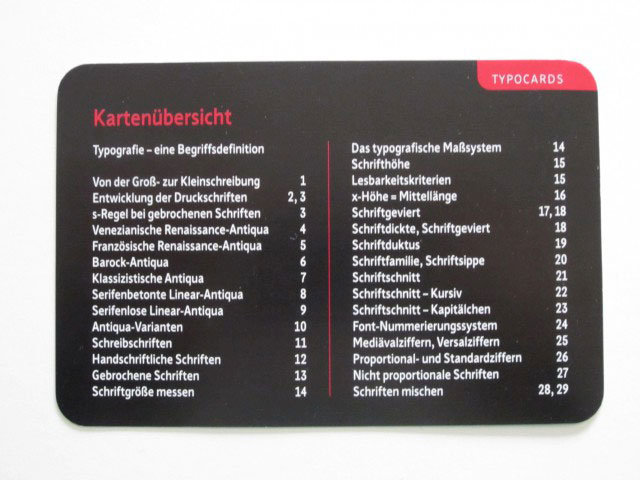 TYPOCARDS
Kartenübersicht
Typografie – eine Begriffsdefinition
Von der Groß- zur Kleinschreibung 1
Entwicklung der Druckschriften 2, 3
s-Regel bei gebrochenen Schriften 3
Venezianische Renaissance-Antiqua 4
Französische Renaissance-Antiqua 5
Barock-Antiqua 6
Klassizistische Antiqua 7
Serifenbetonte Linear-Antiqua 8
Serifenlose Linear-Antiqua 9
Antiqua-Varianten 10
Schreibschriften 11
Handschriftliche Schriften 12
Gebrochene Schriften 13
Schriftgröße messen 14
Das typografische Maßsystem 14
Schrifthöhe 15
Lesbarkeitskriterien 15
x-Höhe = Mittellänge 16
Schriftgeviert 17, 18
Schriftdickte, Schriftgeviert 18
Schriftduktus 19
Schriftfamilie, Schriftsippe 20
Schriftschnitt 21
Schriftschnitt – Kursiv 22
Schriftschnitt – Kapitälchen 23
Font-Nummerierungssystem 24
Mediävalziffern, Versalziffern 25
Proportional- und Standardziffern 26
Nicht proportionale Schriften 27
Schriften mischen 28, 29